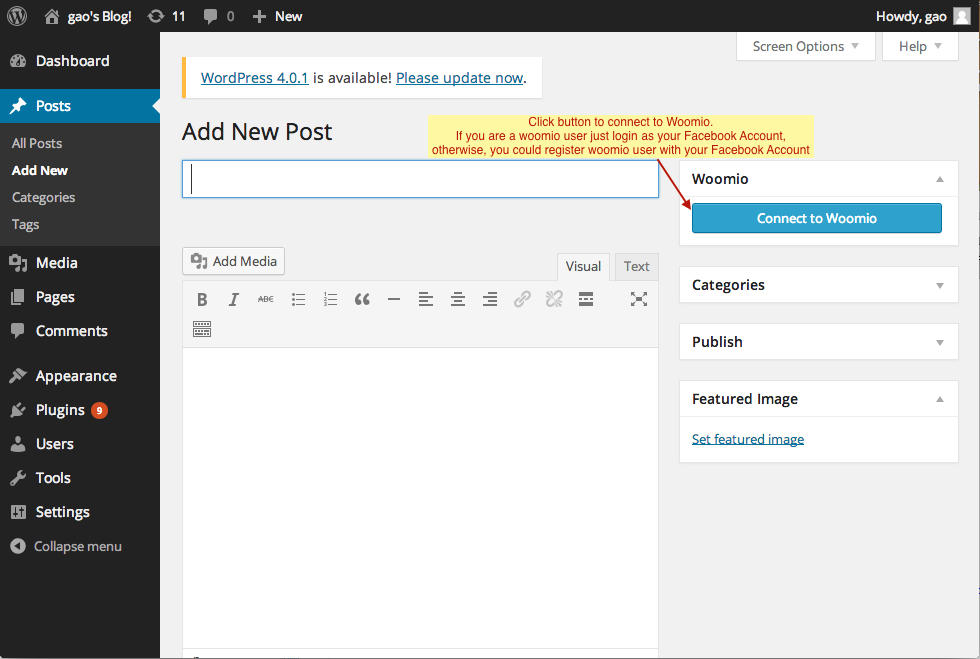 gao's Blog! 11 0 New Howdy, gao
Screen Options Help
Dashboard
Posts
All Posts
Add New
Categories
Tags
Media
Pages
Comments
Appearance
Plugins 9
Users
Tools
Settings
Collapse menu
WordPress 4.0.1 is available! Please update now.
Add New Post
Click button to connect to Woomio.
If you are a woomio user just login as your Facebook Account,
otherwise, you could register woomio user with your Facebook Account
Add Media
Visual Text
B I ABC
Woomio
Connect to Woomio
Categories
Publish
Featured Image
Set featured image